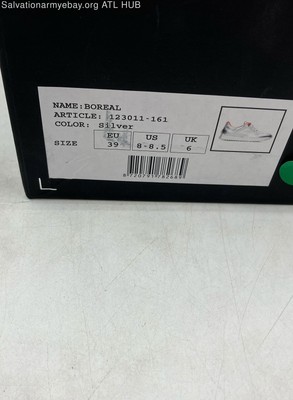 Salvationarmyebay.org ATL HUB
NAME:BOREAL
ARTICLE: 123011-161
COLOR: Silver
EU US UK
SIZE 39 8-8.5 6